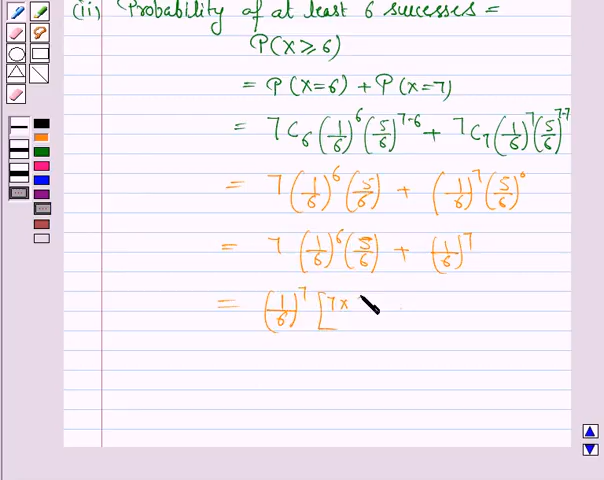 (ii) Probability of at least 6 successes =
P(X⩾6)
= P(X=6) + P(X=7)
= 7C₆(1/6)⁶(5/6)⁷⁻⁶ + 7C₇(1/6)⁷(5/6)⁷⁻⁷
= 7(1/6)⁶(5/6) + (1/6)⁷(5/6)⁰
= 7(1/6)⁶(5/6) + (1/6)⁷
= (1/6)⁷ [7×